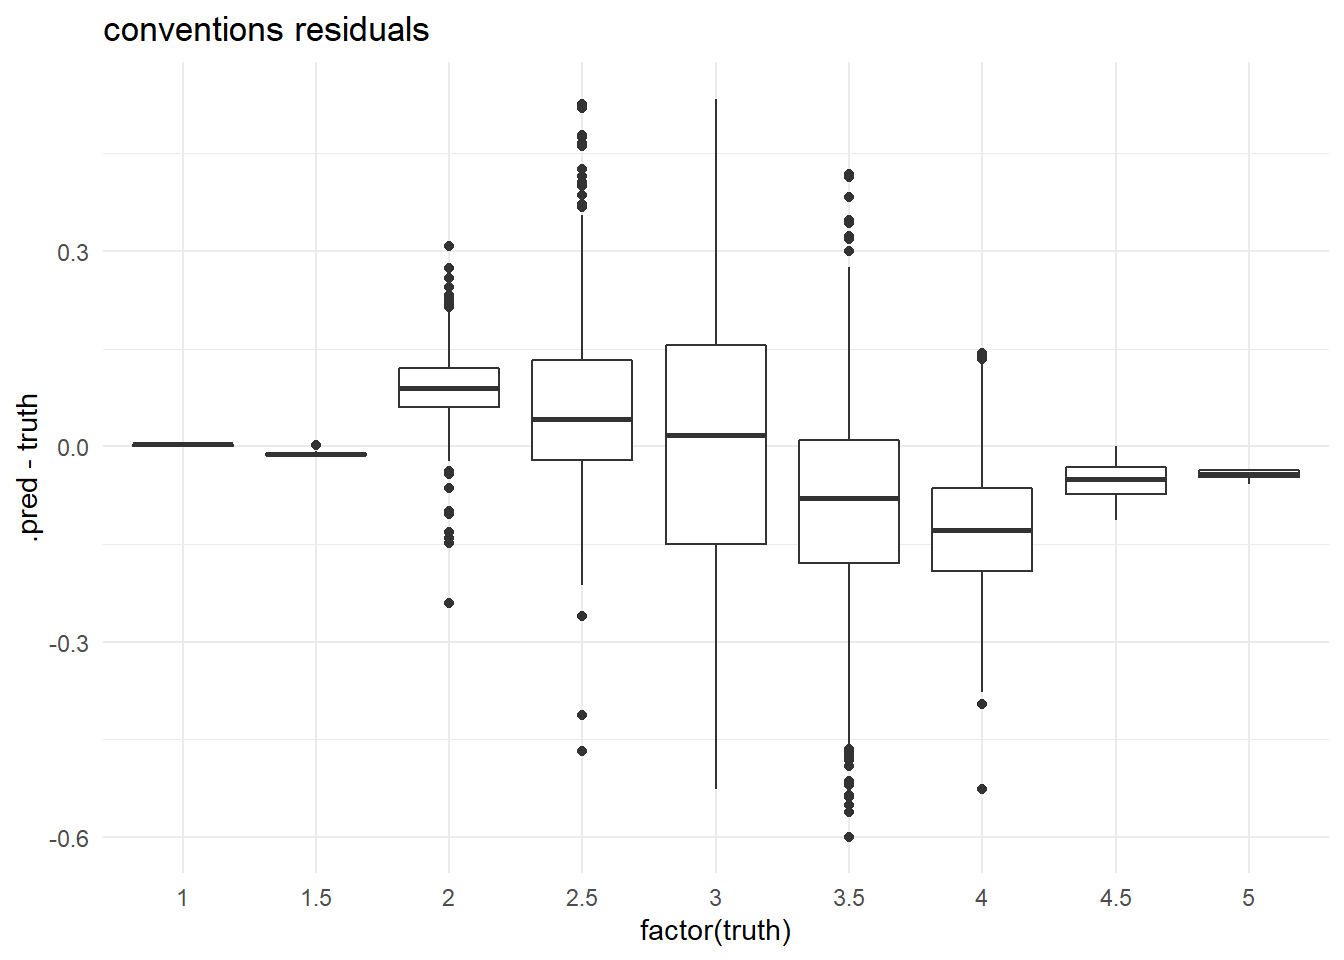 conventions residuals
.pred - truth
0.3
0.0
-0.3
-0.6
1 1.5 2 2.5 3 3.5 4 4.5 5
factor(truth)